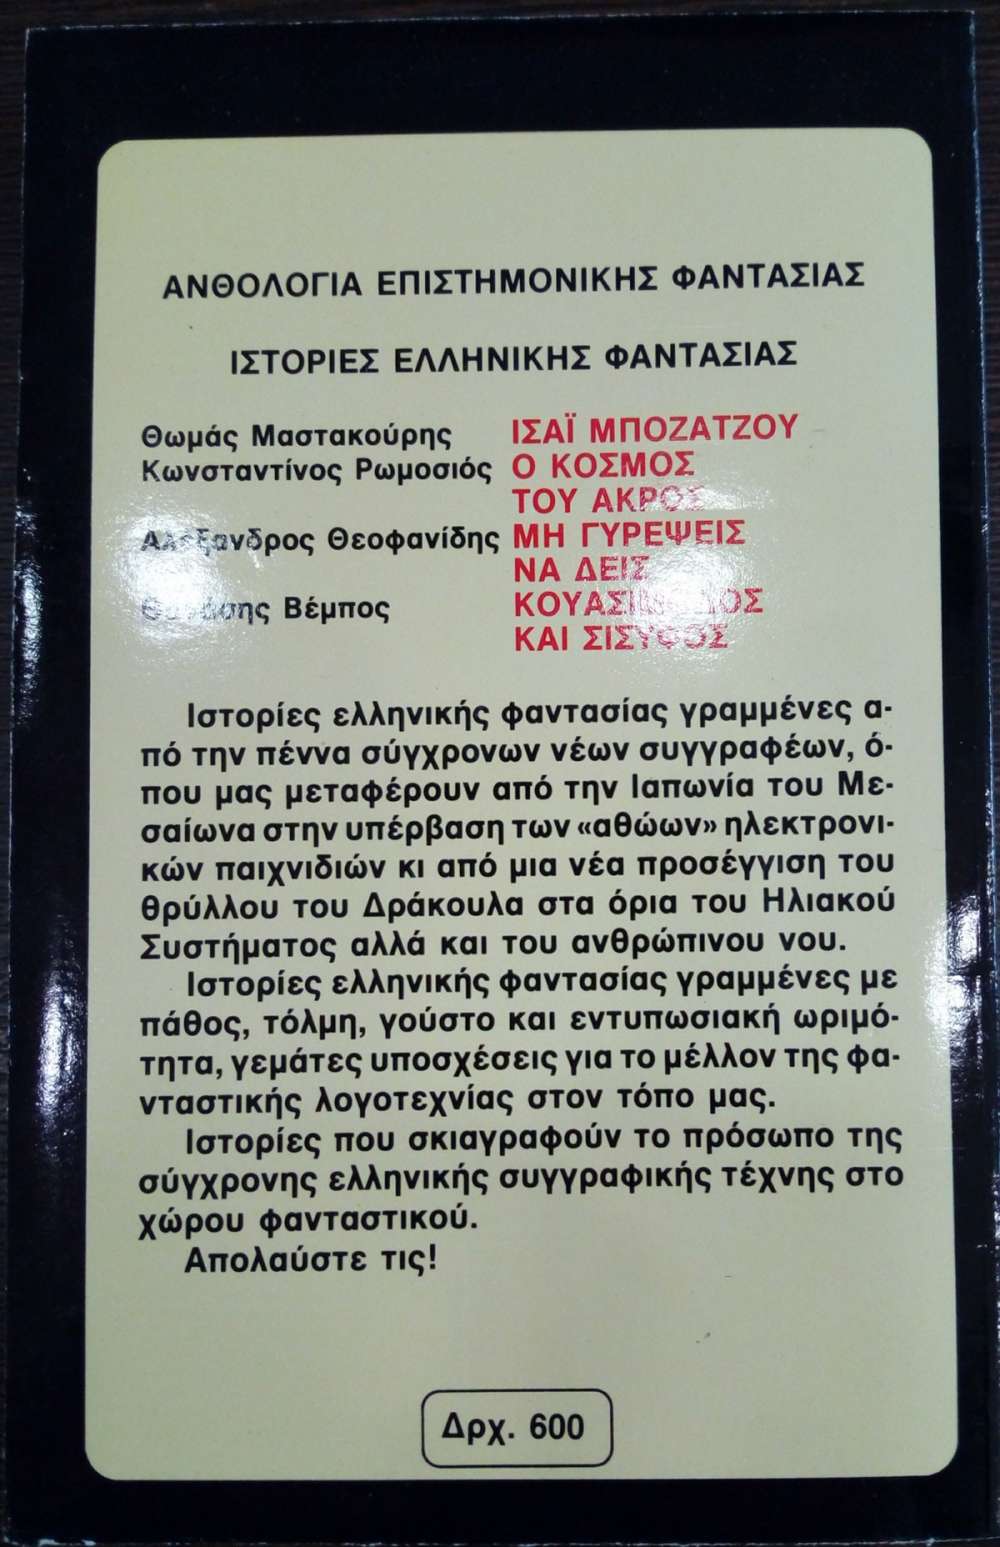 ΑΝΘΟΛΟΓΙΑ ΕΠΙΣΤΗΜΟΝΙΚΗΣ ΦΑΝΤΑΣΙΑΣ
ΙΣΤΟΡΙΕΣ ΕΛΛΗΝΙΚΗΣ ΦΑΝΤΑΣΙΑΣ
Θωμάς Μαστακούρης ΙΣΑΪ ΜΠΟΖΑΤΖΟΥ
Κωνσταντίνος Ρωμοσιός Ο ΚΟΣΜΟΣ
ΤΟΥ ΑΚΡΟΣ
Αλέξανδρος Θεοφανίδης ΜΗ ΓΥΡΕΨΕΙΣ
ΝΑ ΔΕΙΣ
Θανάσης Βέμπος ΚΟΥΑΣΙΜΟΔΟΣ
ΚΑΙ ΣΙΣΥΦΟΣ
Ιστορίες ελληνικής φαντασίας γραμμένες α-
πό την πέννα σύγχρονων νέων συγγραφέων, ό-
που μας μεταφέρουν από την Ιαπωνία του Με-
σαίωνα στην υπέρβαση των «αθώων» ηλεκτρονι-
κών παιχνιδιών κι από μια νέα προσέγγιση του
θρύλλου του Δράκουλα στα όρια του Ηλιακού
Συστήματος αλλά και του ανθρώπινου νου.
Ιστορίες ελληνικής φαντασίας γραμμένες με
πάθος, τόλμη, γούστο και εντυπωσιακή ωριμό-
τητα, γεμάτες υποσχέσεις για το μέλλον της φα-
νταστικής λογοτεχνίας στον τόπο μας.
Ιστορίες που σκιαγραφούν το πρόσωπο της
σύγχρονης ελληνικής συγγραφικής τέχνης στο
χώρου φανταστικού.
Απολαύστε τις!
Δρχ. 600